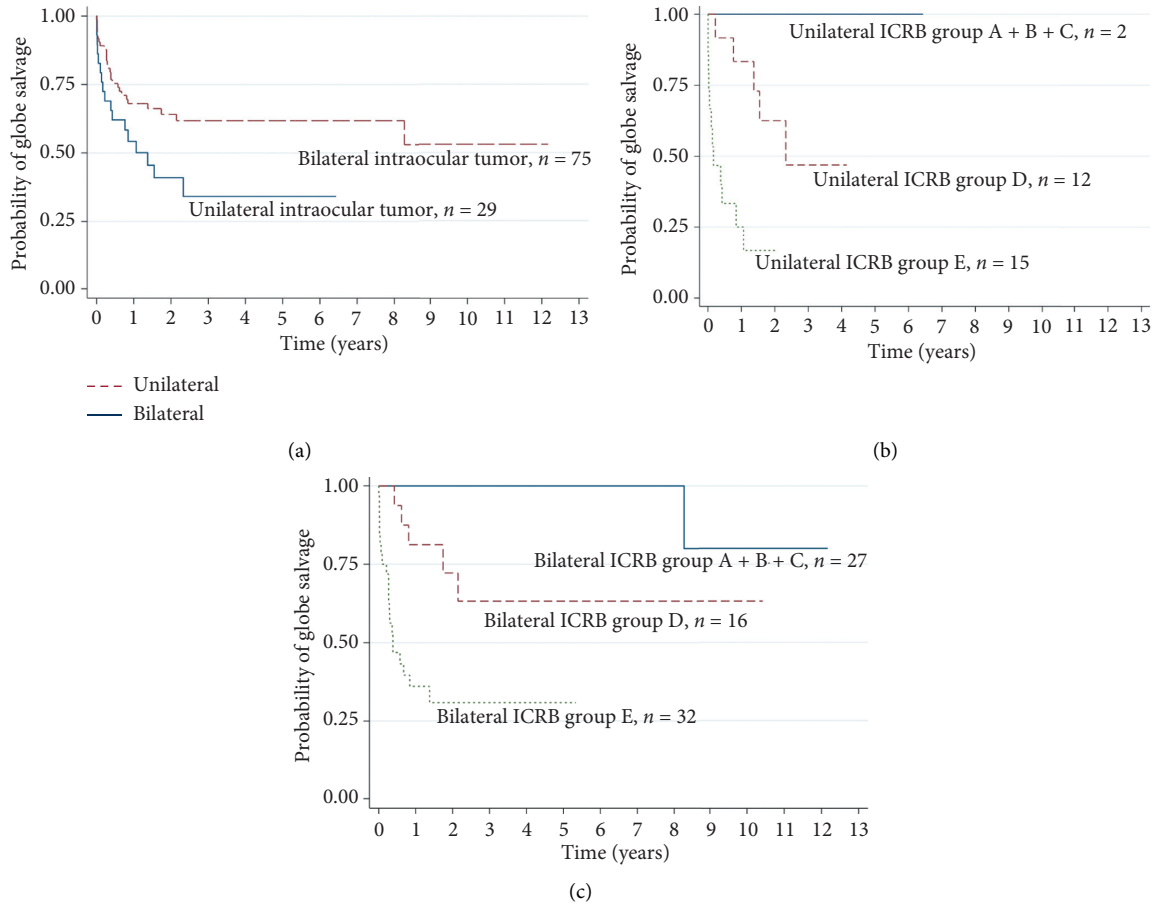 (a)
Probability of globe salvage
1.00
0.75
0.50
0.25
0.00
Bilateral intraocular tumor, n = 75
Unilateral intraocular tumor, n = 29
0 1 2 3 4 5 6 7 8 9 10 11 12 13
Time (years)
Unilateral
Bilateral
(a)
Probability of globe salvage
1.00
0.75
0.50
0.25
0.00
Unilateral ICRB group A + B + C, n = 2
Unilateral ICRB group D, n = 12
Unilateral ICRB group E, n = 15
0 1 2 3 4 5 6 7 8 9 10 11 12 13
Time (years)
(b)
Probability of globe salvage
1.00
0.75
0.50
0.25
0.00
Bilateral ICRB group A + B + C, n = 27
Bilateral ICRB group D, n = 16
Bilateral ICRB group E, n = 32
0 1 2 3 4 5 6 7 8 9 10 11 12 13
Time (years)
(c)